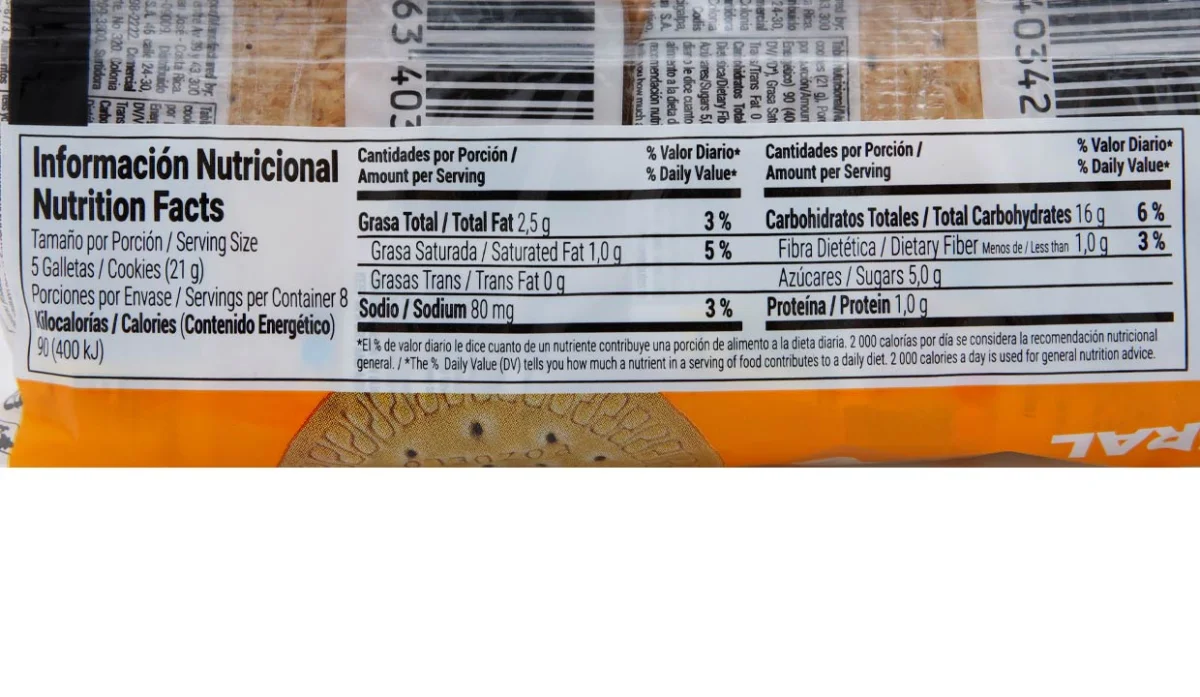 63 403
40342
Información Nutricional
Nutrition Facts
Tamaño por Porción / Serving Size
5 Galletas / Cookies (21 g)
Porciones por Envase / Servings per Container 8
Kilocalorías / Calories (Contenido Energético)
90 (400 kJ)
Cantidades por Porción /
Amount per Serving
% Valor Diario*
% Daily Value*
Grasa Total / Total Fat 2,5 g 3 %
Grasa Saturada / Saturated Fat 1,0 g 5 %
Grasas Trans / Trans Fat 0 g
Sodio / Sodium 80 mg 3 %
Cantidades por Porción /
Amount per Serving
% Valor Diario*
% Daily Value*
Carbohidratos Totales / Total Carbohydrates 16 g 6 %
Fibra Dietética / Dietary Fiber Menos de / Less than 1,0 g 3 %
Azúcares / Sugars 5,0 g
Proteína / Protein 1,0 g
*El % de valor diario le dice cuanto de un nutriente contribuye una porción de alimento a la dieta diaria. 2 000 calorías por día se considera la recomendación nutricional
general. / *The % Daily Value (DV) tells you how much a nutrient in a serving of food contributes to a daily diet. 2 000 calories a day is used for general nutrition advice.
RAL